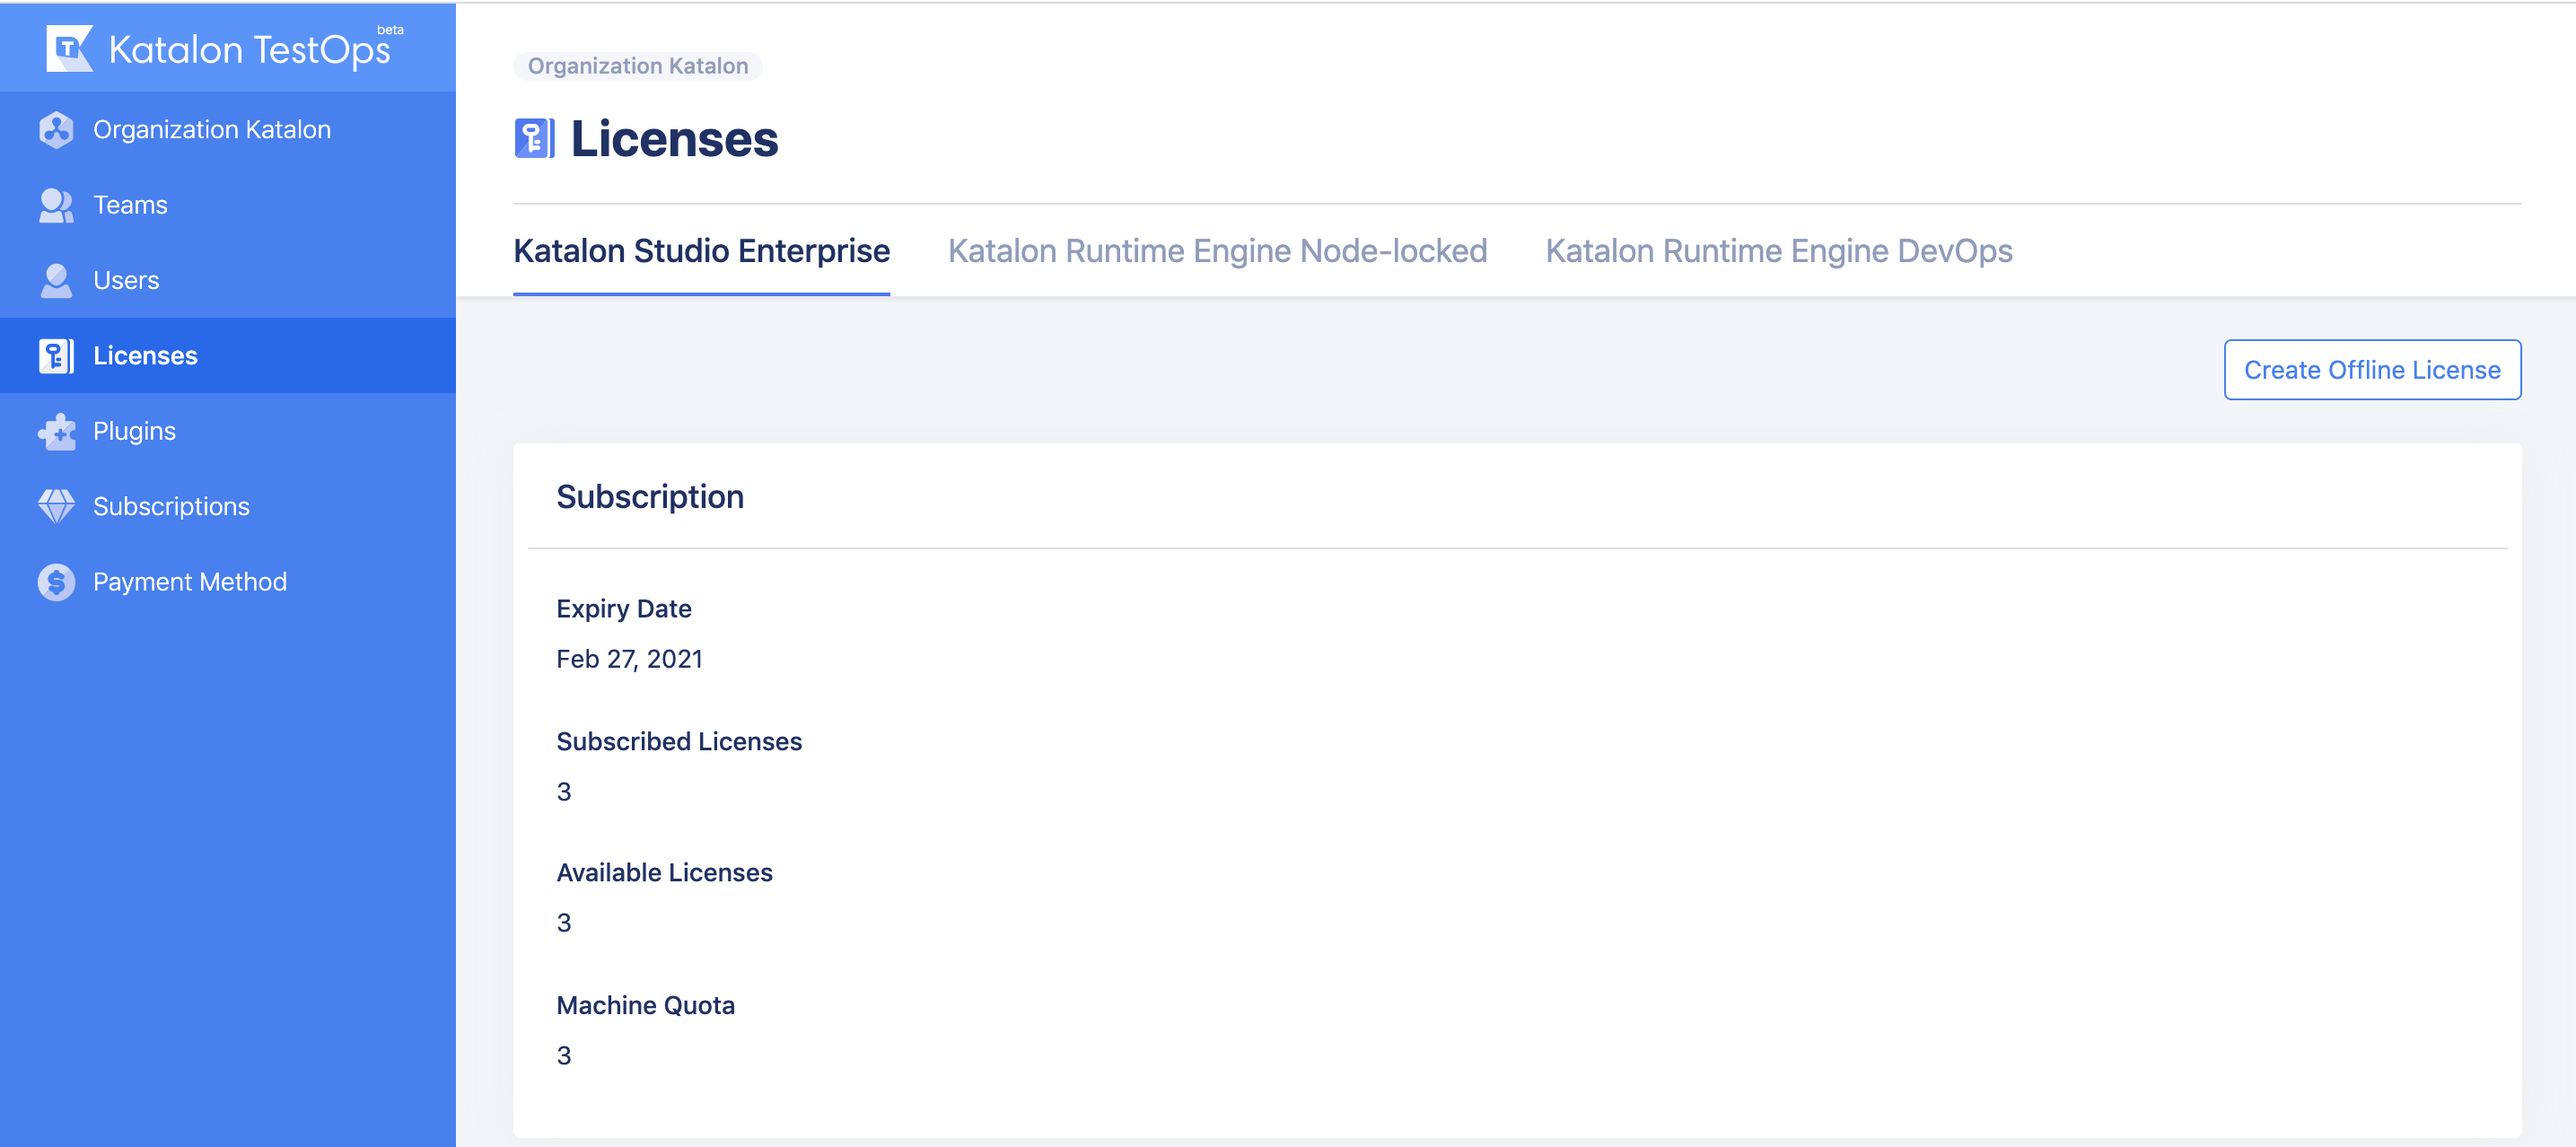 Katalon TestOps beta
Organization Katalon
Teams
Users
Licenses
Plugins
Subscriptions
Payment Method
Organization Katalon
Licenses
Katalon Studio Enterprise Katalon Runtime Engine Node-locked Katalon Runtime Engine DevOps
Create Offline License
Subscription
Expiry Date
Feb 27, 2021
Subscribed Licenses
3
Available Licenses
3
Machine Quota
3